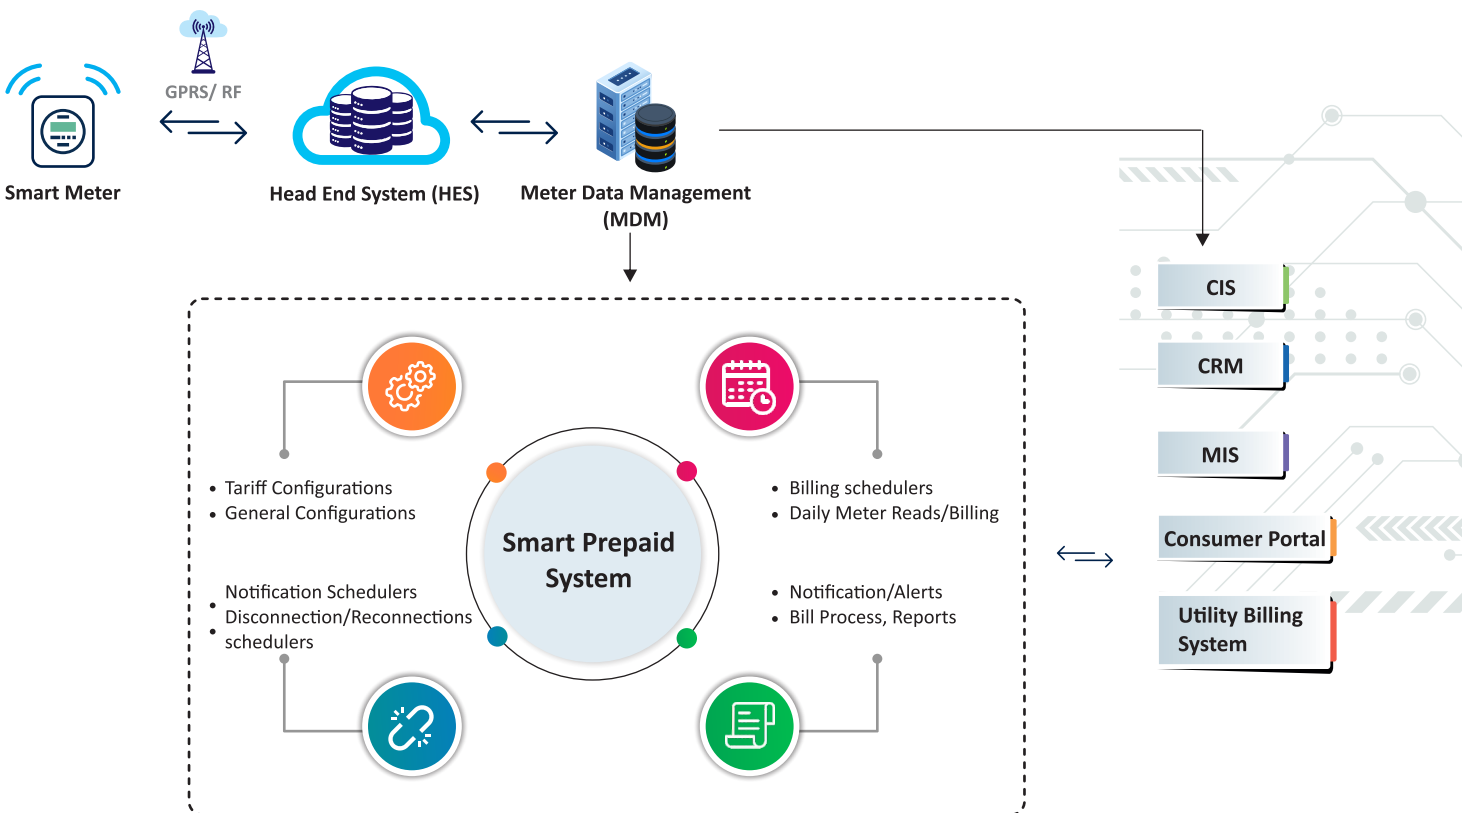 GPRS/ RF
Smart Meter
Head End System (HES)
Meter Data Management
(MDM)
CIS
CRM
MIS
Consumer Portal
Utility Billing
System
• Tariff Configurations
• General Configurations
• Billing schedulers
• Daily Meter Reads/Billing
Smart Prepaid
System
• Notification Schedulers
• Disconnection/Reconnections
schedulers
• Notification/Alerts
• Bill Process, Reports